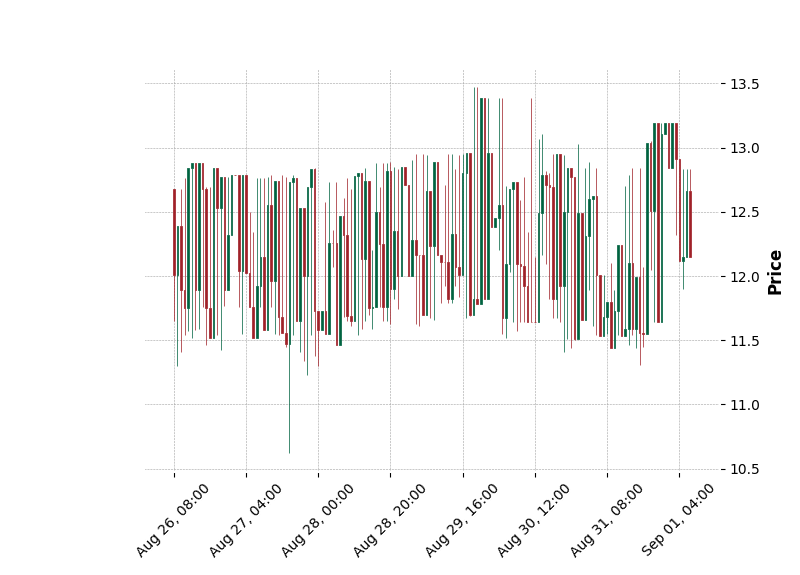 13.5
13.0
12.5
12.0
11.5
11.0
10.5
Price
Aug 26, 08:00
Aug 27, 04:00
Aug 28, 00:00
Aug 28, 20:00
Aug 29, 16:00
Aug 30, 12:00
Aug 31, 08:00
Sep 01, 04:00